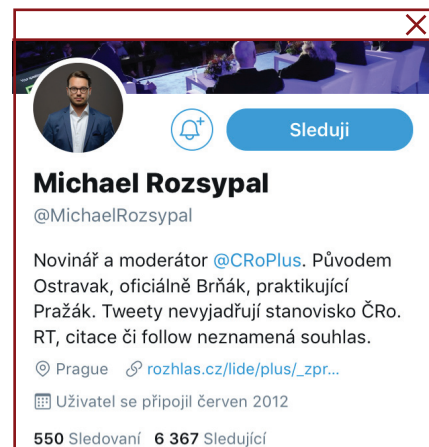 Sleduji
Michael Rozsypal
@MichaelRozsypal
Novinář a moderátor @CRoPlus. Původem
Ostravak, oficiálně Brňák, praktikující
Pražák. Tweety nevyjadřují stanovisko ČRo.
RT, citace či follow neznamená souhlas.
Prague rozhlas.cz/lide/plus/_zpr...
Uživatel se připojil červen 2012
550 Sledovaní 6 367 Sledující